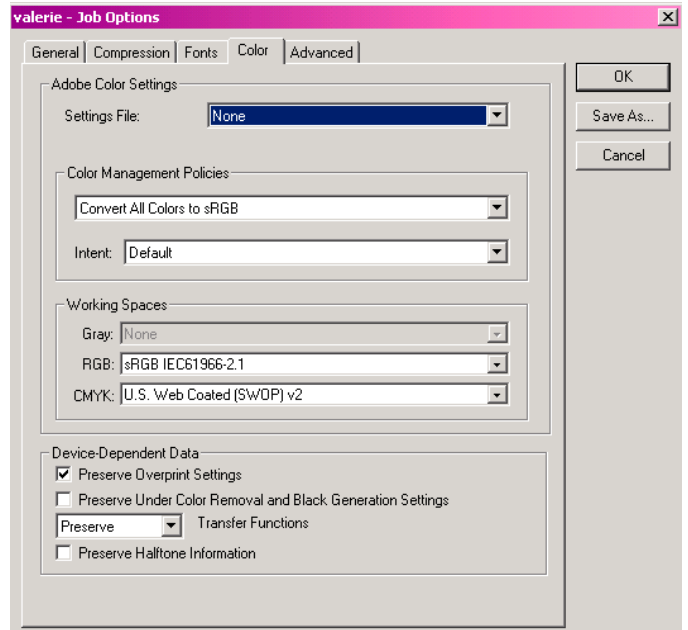 valerie - Job Options
General Compression Fonts Color Advanced
OK
Save As...
Cancel
Adobe Color Settings
Settings File: None
Color Management Policies
Convert All Colors to sRGB
Intent: Default
Working Spaces
Gray: None
RGB: sRGB IEC61966-2.1
CMYK: U.S. Web Coated (SWOP) v2
Device-Dependent Data
Preserve Overprint Settings
Preserve Under Color Removal and Black Generation Settings
Preserve Transfer Functions
Preserve Halftone Information